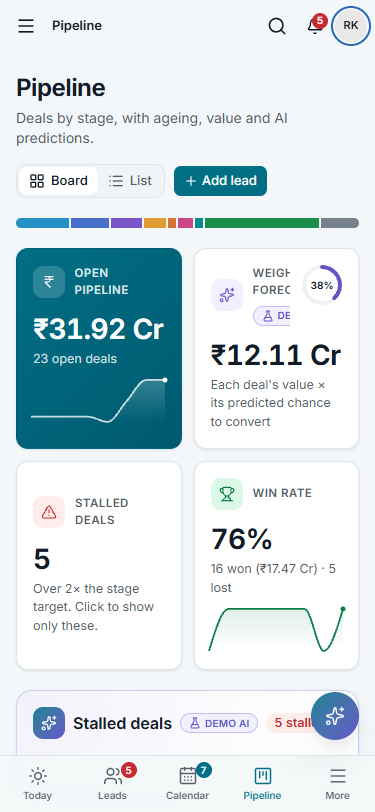 Pipeline
5
RK
Pipeline
Deals by stage, with ageing, value and AI
predictions.
Board
List
+ Add lead
₹
OPEN
PIPELINE
₹31.92 Cr
23 open deals
38%
₹12.11 Cr
Each deal's value ×
its predicted chance
to convert
STALLED
DEALS
5
Over 2× the stage
target. Click to show
only these.
WIN RATE
76%
16 won (₹17.47 Cr) · 5
lost
Stalled deals
DEMO AI
5
5
7
Today
Leads
Calendar
Pipeline
More